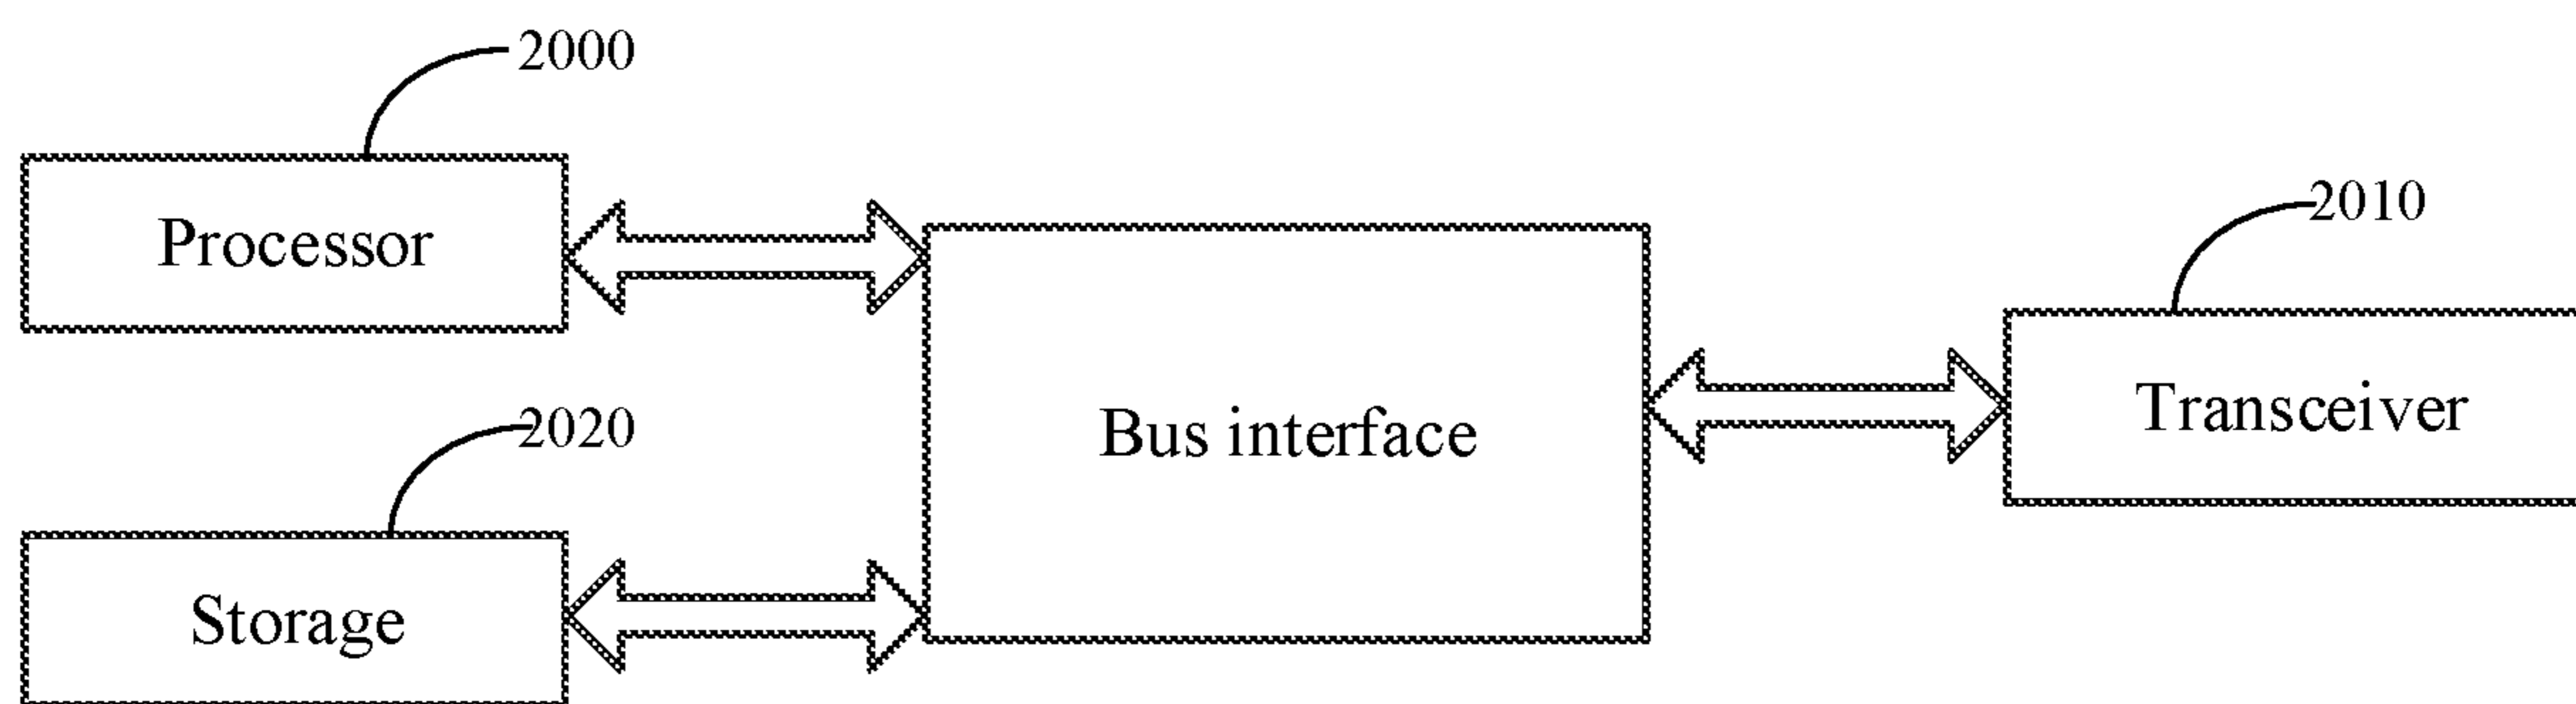 2000
Processor
2010
Bus interface
Transceiver
2020
Storage